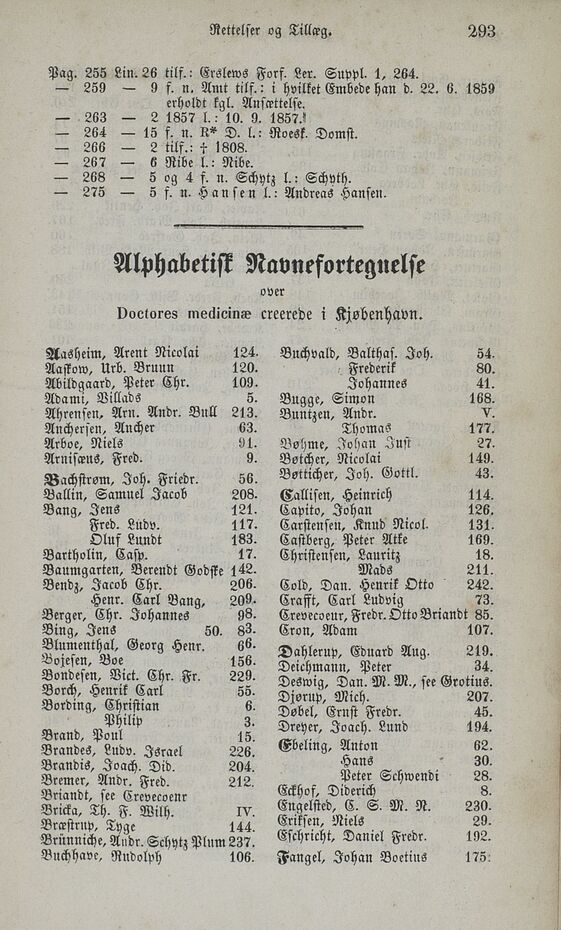 Rettelser og Tillæg. 293
Pag. 255 Lin. 26 tilf.: Erslews Forf. Lex. Suppl. 1, 264.
— 259 — 9 f. n. Amt tilf.: i hvilket Embede han d. 22. 6. 1859
erholdt kgl. Ansættelse.
— 263 — 2 1857 l.: 10. 9. 1857.
— 264 — 15 f. n. R* D. l.: Roesk. Domst.
— 266 — 2 tilf.: † 1808.
— 267 — 6 Ribe l.: Nibe.
— 268 — 5 og 4 f. n. Schytz l.: Schyth.
— 275 — 5 f. n. Hansen l.: Andreas Hansen.
Alphabetisk Navnefortegnelse
over
Doctores medicinæ creerede i Kjøbenhavn.
Aasheim, Arent Nicolai 124.
Aaskow, Urb. Bruun 120.
Abildgaard, Peter Chr. 109.
Adami, Villads 5.
Ahrensen, Arn. Andr. Bull 213.
Anchersen, Ancher 63.
Arboe, Niels 91.
Arnisæus, Fred. 9.
Bachstrøm, Joh. Friedr. 56.
Ballin, Samuel Jacob 208.
Bang, Jens 121.
Fred. Ludv. 117.
Oluf Lundt 183.
Bartholin, Casp. 17.
Baumgarten, Berendt Godske 142.
Bendz, Jacob Chr. 206.
Henr. Carl Bang, 209.
Berger, Chr. Johannes 98.
Bing, Jens 50. 83.
Blumenthal, Georg Henr. 66.
Bojesen, Boe 156.
Bondesen, Vict. Chr. Fr. 229.
Borch, Henrik Carl 55.
Bording, Christian 6.
Philip 3.
Brand, Poul 15.
Brandes, Ludv. Israel 226.
Brandis, Joach. Did. 204.
Bremer, Andr. Fred. 212.
Briandt, see Crevecoenr
Bricka, Th. F. Wilh. IV.
Bræstrup, Tyge 144.
Brünniche, Andr. Schytz Plum 237.
Buchhave, Rudolph 106.
Buchvald, Balthas. Joh. 54.
Frederik 80.
Johannes 41.
Bugge, Simon 168.
Buntzen, Andr. V.
Thomas 177.
Bøhme, Johan Just 27.
Bøtcher, Nicolai 149.
Bøtticher, Joh. Gottl. 43.
Callisen, Heinrich 114.
Capito, Johan 126.
Carstensen, Knud Nicol. 131.
Castberg, Peter Atke 169.
Christensen, Lauritz 18.
Mads 211.
Cold, Dan. Henrik Otto 242.
Crafft, Carl Ludvig 73.
Crevecoeur, Fredr. Otto Briandt 85.
Cron, Adam 107.
Dahlerup, Eduard Aug. 219.
Deichmann, Peter 34.
Deswig, Dan. M. M., see Grotius.
Djørup, Mich. 207.
Døbel, Ernst Fredr. 45.
Dreyer, Joach. Lund 194.
Ebeling, Anton 62.
Hans 30.
Peter Schwendi 28.
Eckhof, Diderich 8.
Engelsted, C. S. M. N. 230.
Eriksen, Niels 29.
Eschricht, Daniel Fredr. 192.
Fangel, Johan Boetius 175.